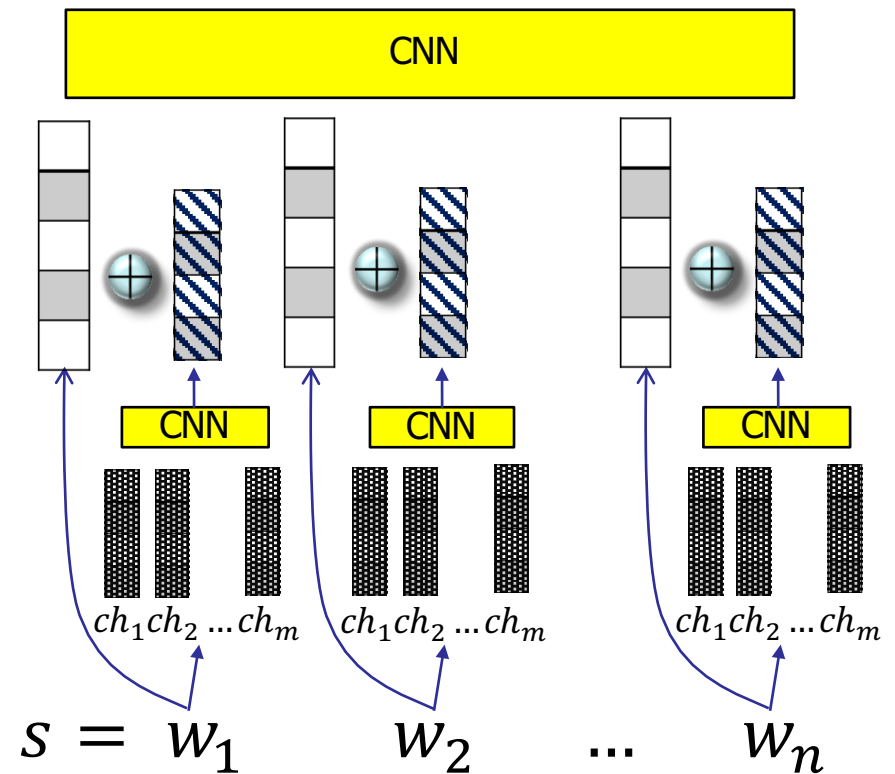 CNN
CNN CNN CNN
ch₁ch₂ ... chₘ ch₁ch₂ ... chₘ ch₁ch₂ ... chₘ
s = w₁ w₂ ... wₙ